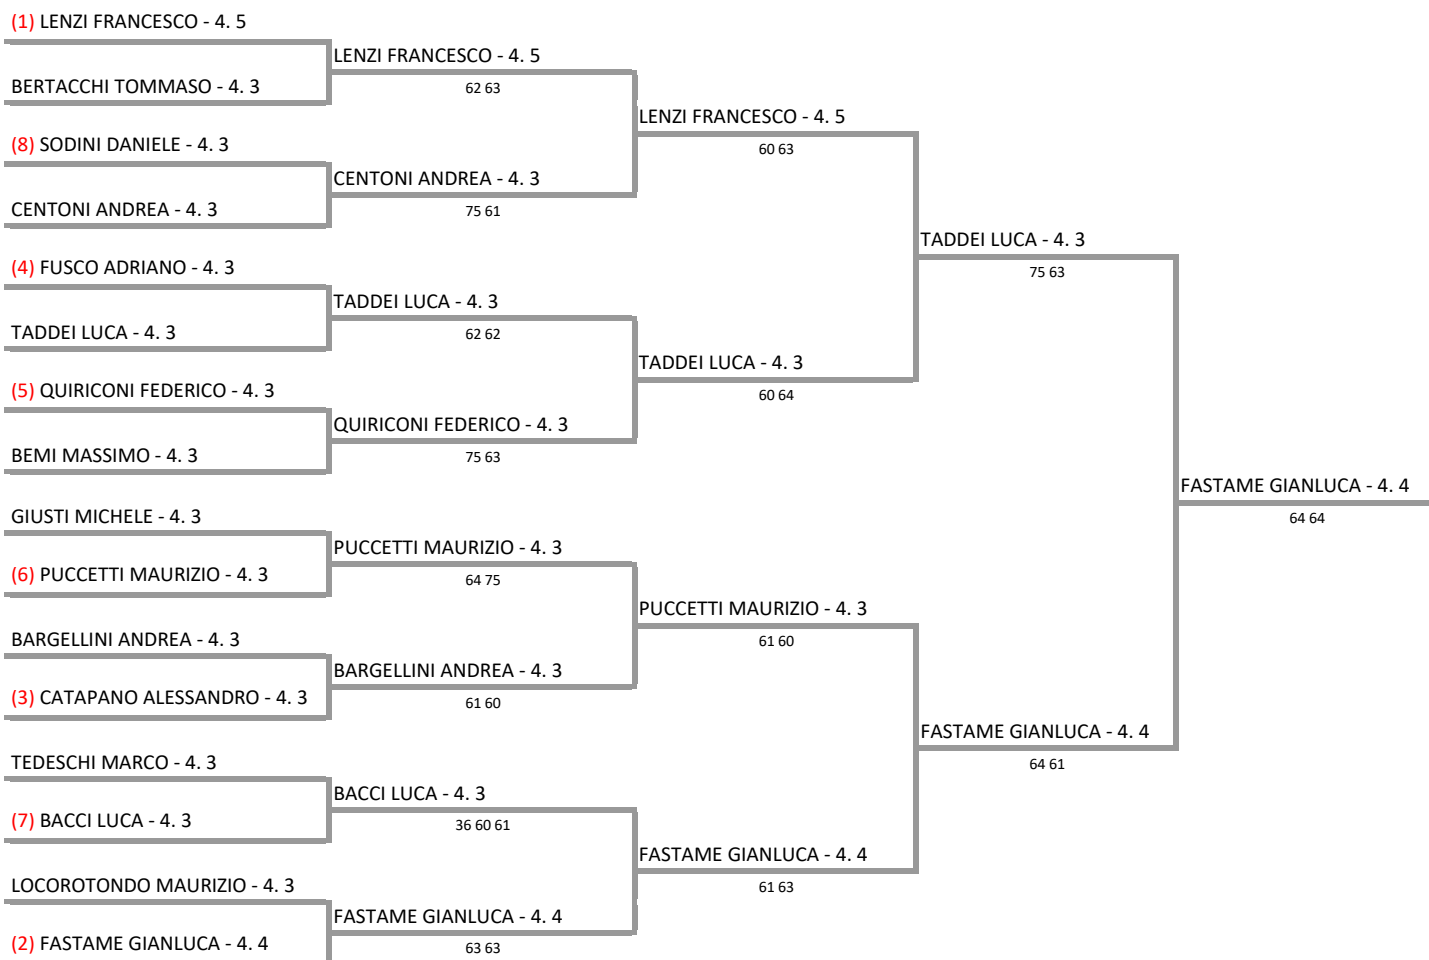 (1) LENZI FRANCESCO - 4. 5
LENZI FRANCESCO - 4. 5
BERTACCHI TOMMASO - 4. 3
62 63
LENZI FRANCESCO - 4. 5
(8) SODINI DANIELE - 4. 3
60 63
CENTONI ANDREA - 4. 3
CENTONI ANDREA - 4. 3
75 61
TADDEI LUCA - 4. 3
(4) FUSCO ADRIANO - 4. 3
75 63
TADDEI LUCA - 4. 3
TADDEI LUCA - 4. 3
62 62
TADDEI LUCA - 4. 3
(5) QUIRICONI FEDERICO - 4. 3
60 64
QUIRICONI FEDERICO - 4. 3
BEMI MASSIMO - 4. 3
75 63
FASTAME GIANLUCA - 4. 4
GIUSTI MICHELE - 4. 3
64 64
PUCCETTI MAURIZIO - 4. 3
(6) PUCCETTI MAURIZIO - 4. 3
64 75
PUCCETTI MAURIZIO - 4. 3
BARGELLINI ANDREA - 4. 3
61 60
BARGELLINI ANDREA - 4. 3
(3) CATAPANO ALESSANDRO - 4. 3
61 60
FASTAME GIANLUCA - 4. 4
TEDESCHI MARCO - 4. 3
64 61
BACCI LUCA - 4. 3
(7) BACCI LUCA - 4. 3
36 60 61
FASTAME GIANLUCA - 4. 4
LOCOROTONDO MAURIZIO - 4. 3
61 63
FASTAME GIANLUCA - 4. 4
(2) FASTAME GIANLUCA - 4. 4
63 63